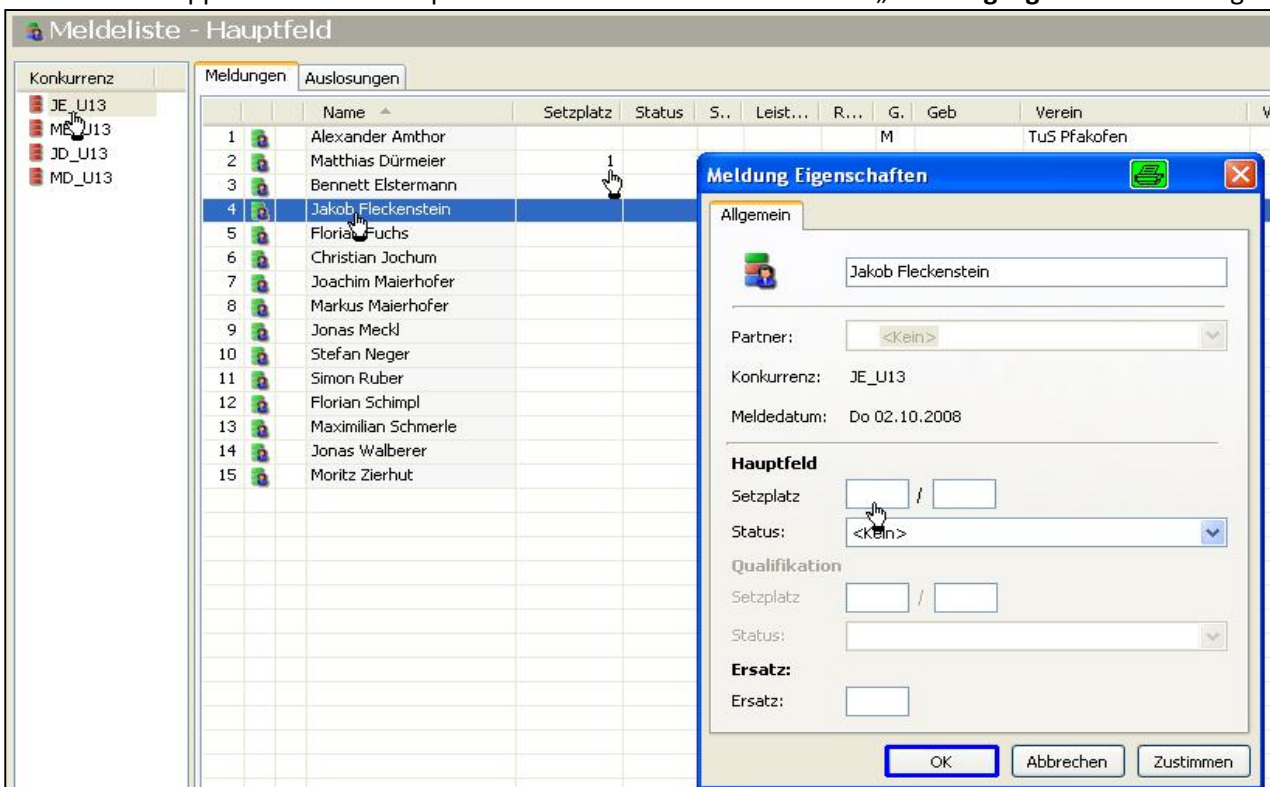 Meldeliste - Hauptfeld
Konkurrenz
JE_U13
ME_U13
JD_U13
MD_U13
Meldungen Auslosungen
Name Setzplatz Status S.. Leist... R... G. Geb Verein
1 Alexander Amthor M TuS Pfakofen
2 Matthias Dürmeier 1
3 Bennett Elstermann
4 Jakob Fleckenstein
5 Florian Fuchs
6 Christian Jochum
7 Joachim Maierhofer
8 Markus Maierhofer
9 Jonas Meckl
10 Stefan Neger
11 Simon Ruber
12 Florian Schimpl
13 Maximilian Schmerle
14 Jonas Walberer
15 Moritz Zierhut
Meldung Eigenschaften
Allgemein
Jakob Fleckenstein
Partner: <Kein>
Konkurrenz: JE_U13
Meldedatum: Do 02.10.2008
Hauptfeld
Setzplatz /
Status: <Kein>
Qualifikation
Setzplatz /
Status:
Ersatz:
Ersatz:
OK Abbrechen Zustimmen